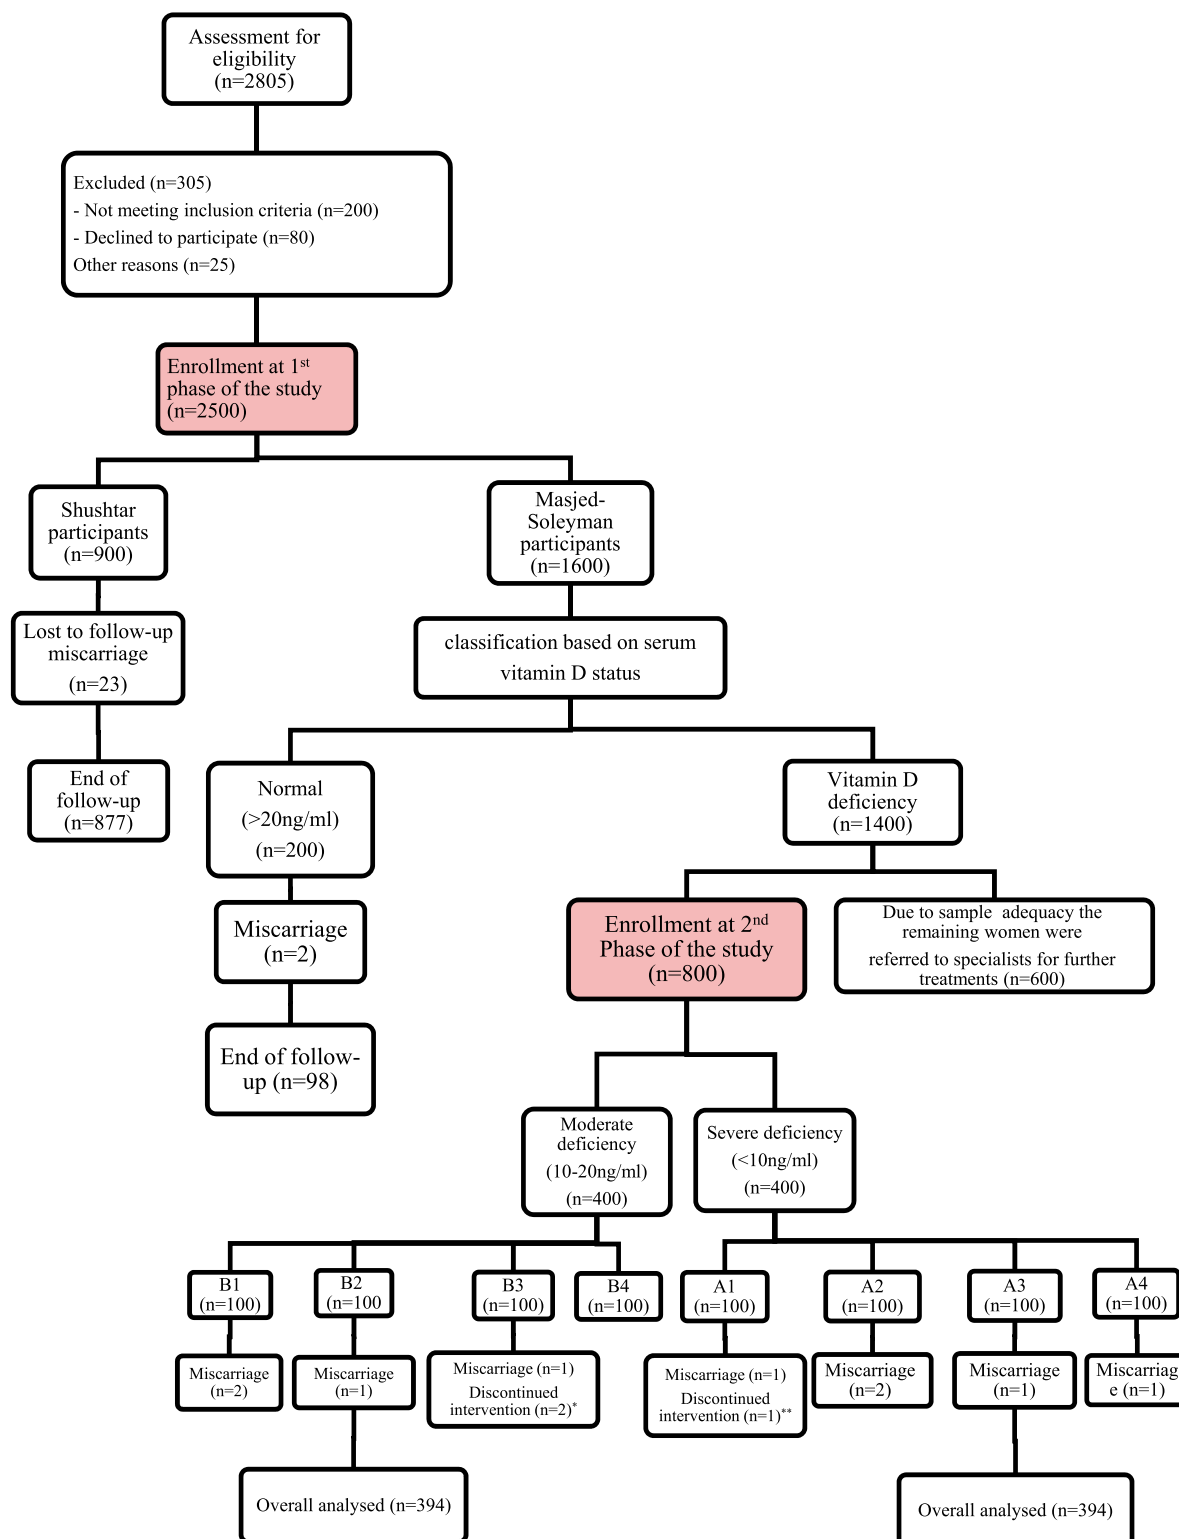 Assessment for
eligibility
(n=2805)
Excluded (n=305)
- Not meeting inclusion criteria (n=200)
- Declined to participate (n=80)
Other reasons (n=25)
Enrollment at 1st
phase of the study
(n=2500)
Shushtar
participants
(n=900)
Masjed-
Soleyman
participants
(n=1600)
Lost to follow-up
miscarriage
(n=23)
classification based on serum
vitamin D status
End of
follow-up
(n=877)
Normal
(>20ng/ml)
(n=200)
Vitamin D
deficiency
(n=1400)
Miscarriage
(n=2)
Enrollment at 2nd
Phase of the study
(n=800)
Due to sample adequacy the
remaining women were
referred to specialists for further
treatments (n=600)
End of follow-
up (n=98)
Moderate
deficiency
(10-20ng/ml)
(n=400)
Severe deficiency
(<10ng/ml)
(n=400)
B1
(n=100)
B2
(n=100
B3
(n=100)
B4
(n=100)
A1
(n=100)
A2
(n=100)
A3
(n=100)
A4
(n=100)
Miscarriage
(n=2)
Miscarriage
(n=1)
Miscarriage (n=1)
Discontinued
intervention (n=2)*
Miscarriage (n=1)
Discontinued
intervention (n=1)**
Miscarriage
(n=2)
Miscarriage
(n=1)
Miscarriag
e (n=1)
Overall analysed (n=394)
Overall analysed (n=394)